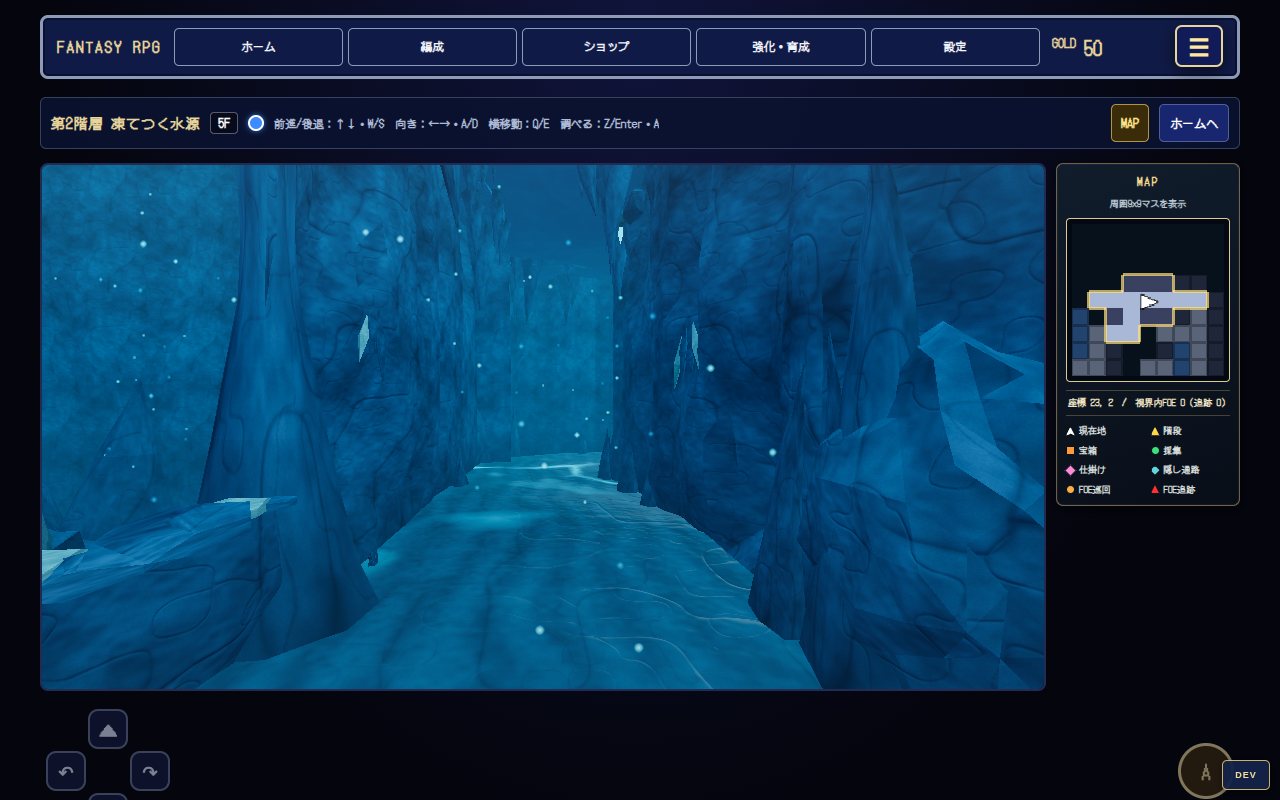 FANTASY RPG ホーム 編成 ショップ 強化・育成 設定 GOLD 50
第2階層 凍てつく水源 5F 前進/後退：↑↓・W/S 向き：←→・A/D 横移動：Q/E 調べる：Z/Enter・A MAP ホームへ
MAP
周囲9x9マスを表示
座標 23, 2 / 視界内FOE 0 (追跡 0)
現在地 階段
宝箱 採集
仕掛け 隠し通路
FOE巡回 FOE追跡
A
DEV